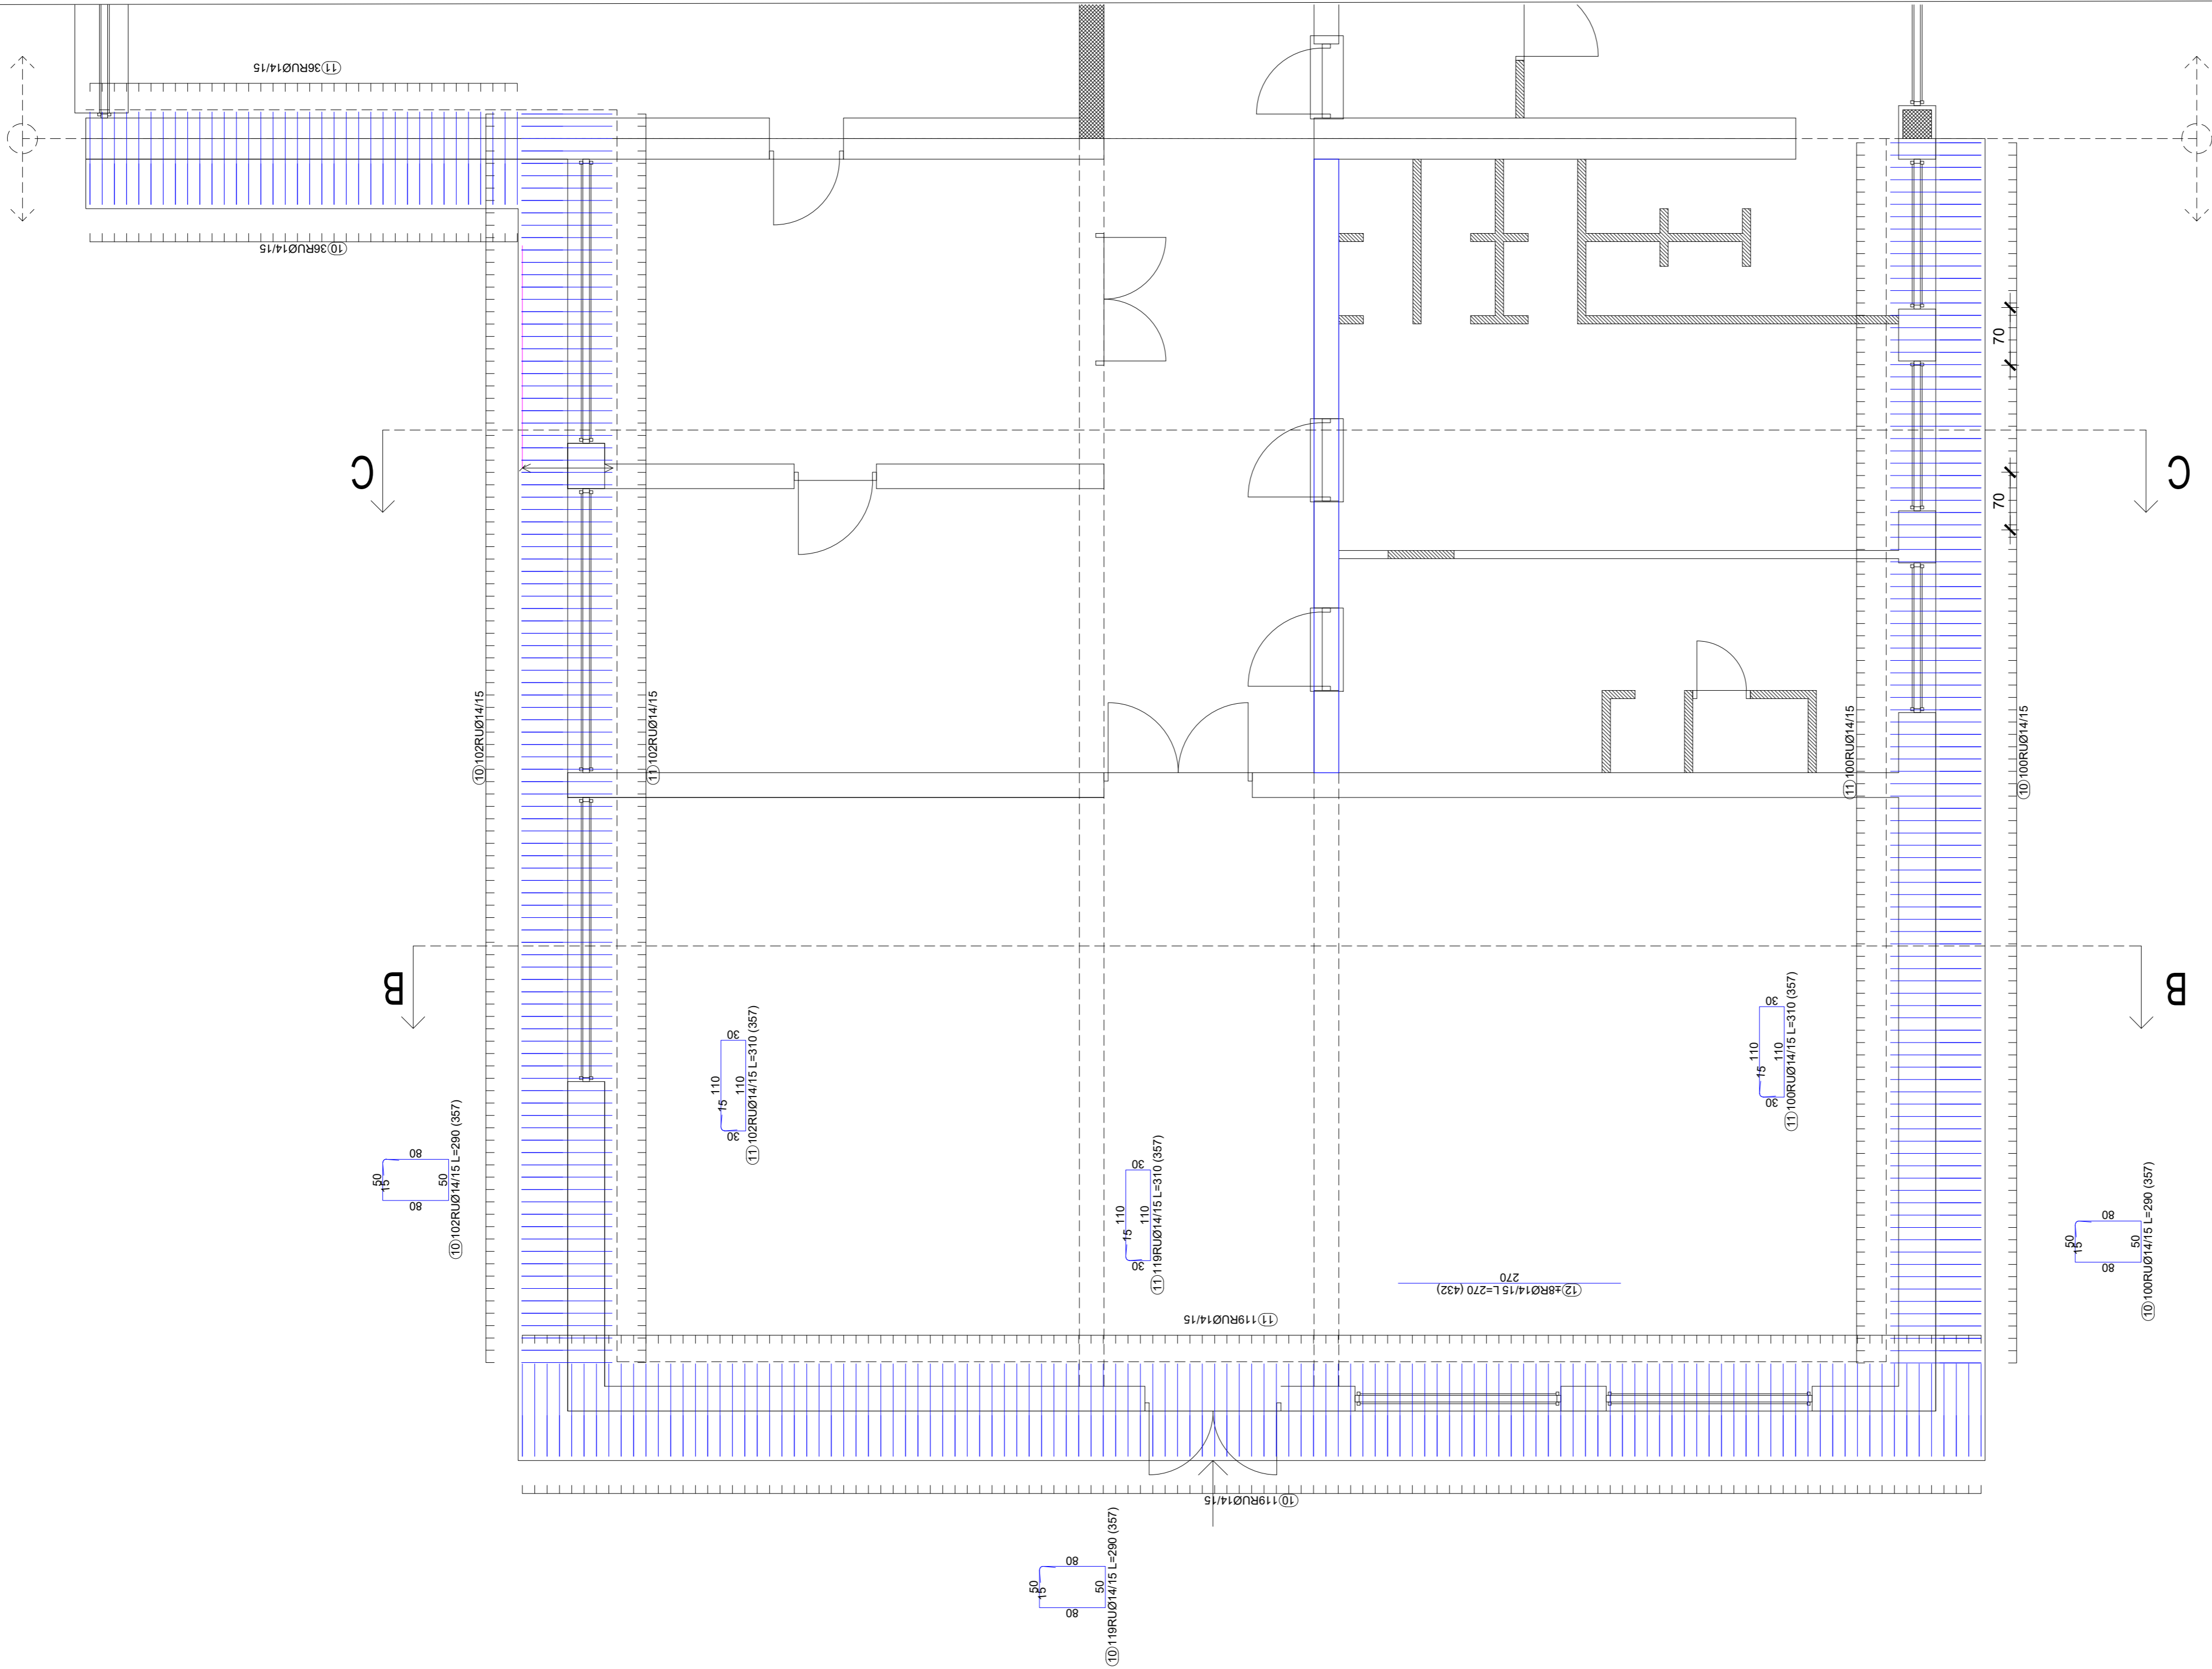 ⑪36RUØ14/15
⑩36RUØ14/15
70
C
C
70
⑩102RUØ14/15
⑪102RUØ14/15
⑪100RUØ14/15
⑩100RUØ14/15
B
B
30
110
15
110
30
⑪102RUØ14/15 L=310 (357)
30
110
15
110
30
⑪100RUØ14/15 L=310 (357)
80
50
15
50
80
⑩102RUØ14/15 L=290 (357)
30
110
15
110
30
⑪119RUØ14/15 L=310 (357)
80
50
15
50
80
⑩100RUØ14/15 L=290 (357)
270
⑫±8RØ14/15 L=270 (432)
⑪119RUØ14/15
⑩119RUØ14/15
80
50
15
50
80
⑩119RUØ14/15 L=290 (357)